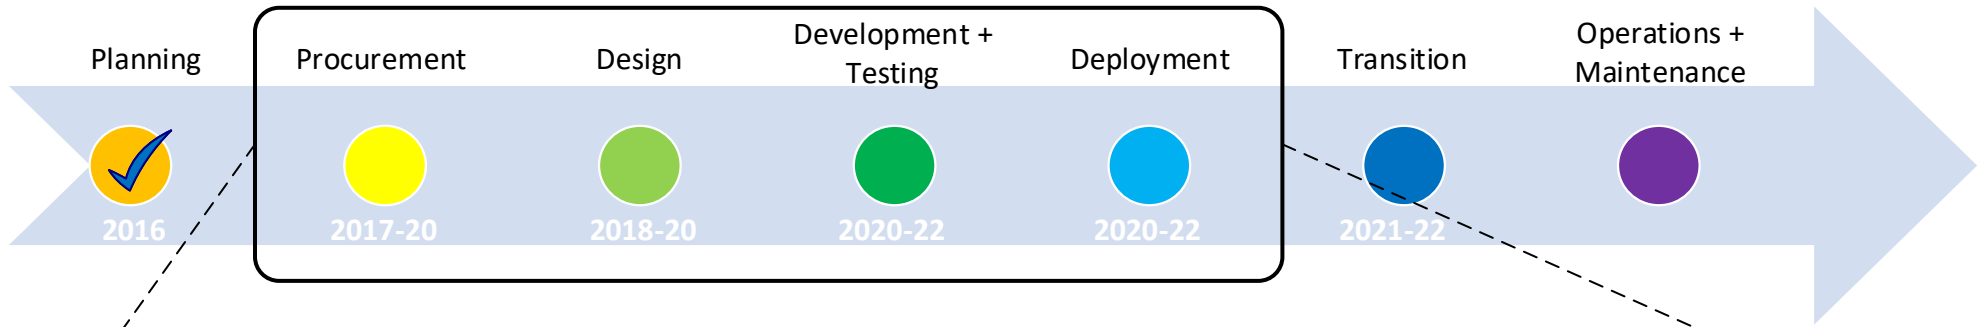 Planning
Procurement
Design
Development +
Testing
Deployment
Transition
Operations +
Maintenance
2016
2017-20
2018-20
2020-22
2020-22
2021-22